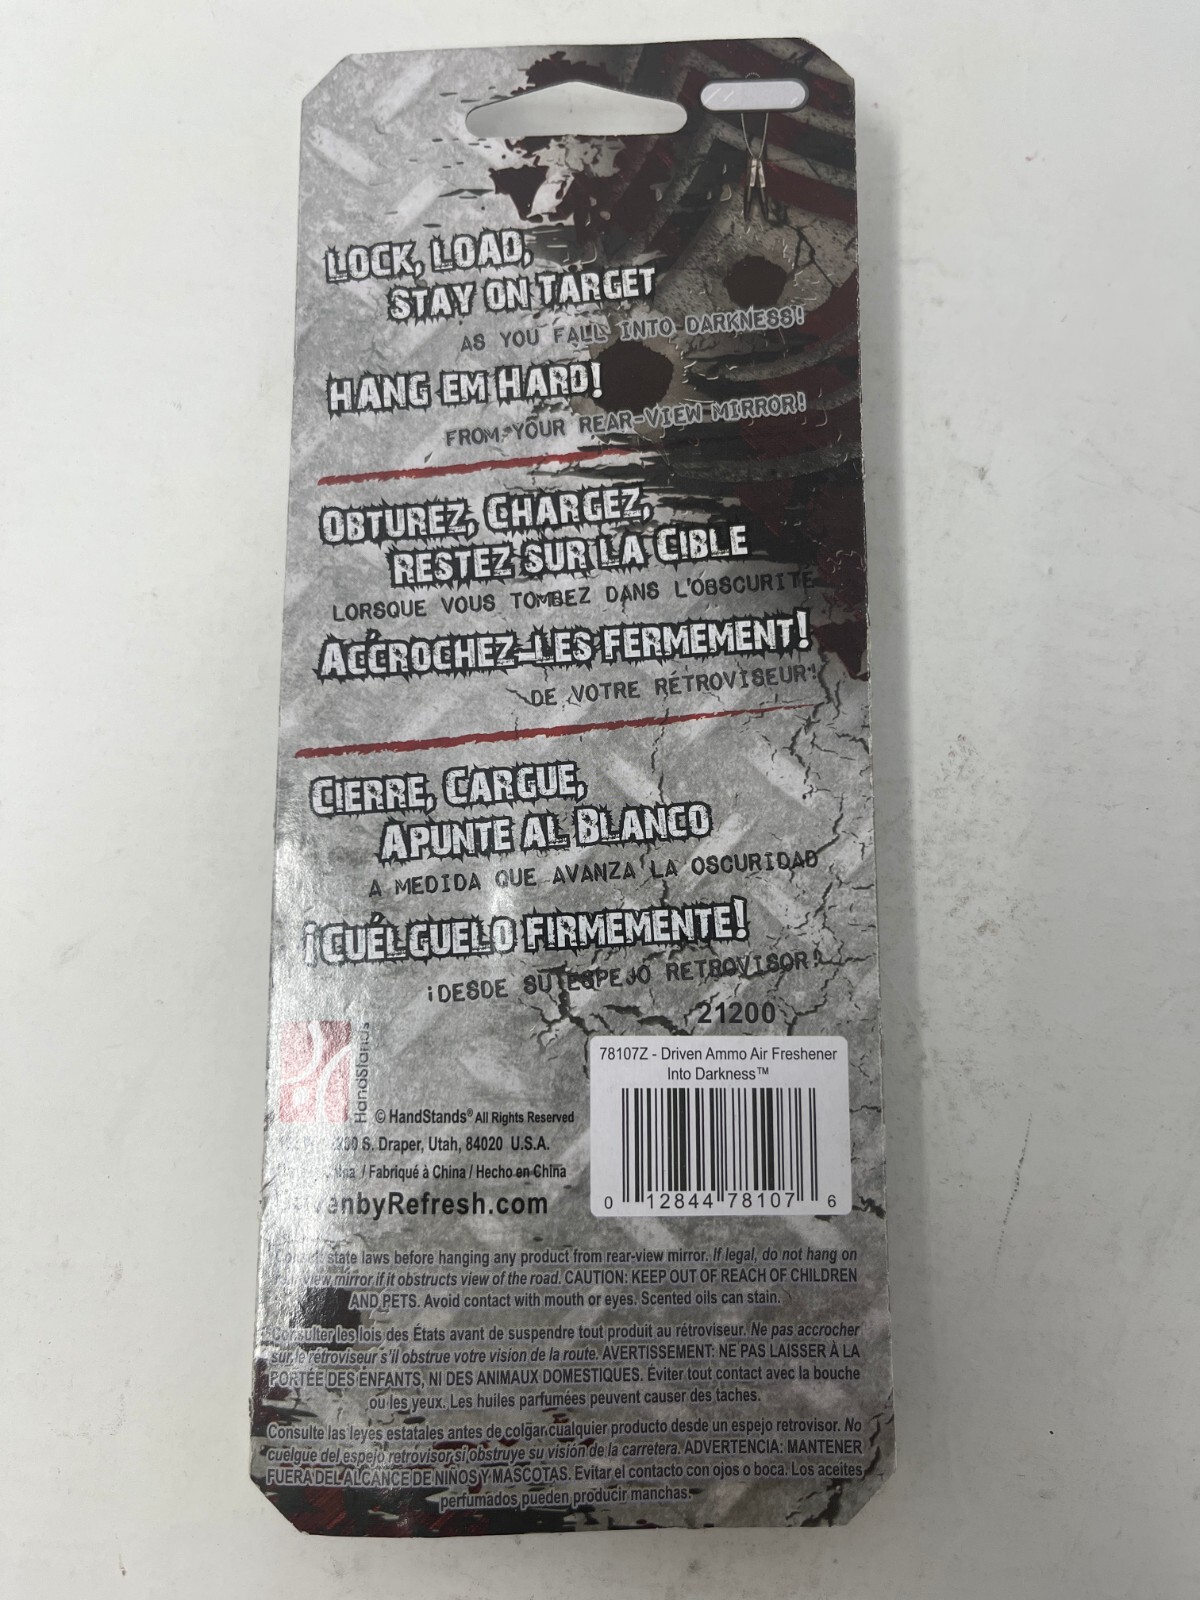 LOCK, LOAD,
STAY ON TARGET
AS YOU FALL INTO DARKNESS!
HANG EM HARD!
FROM YOUR REAR-VIEW MIRROR!
OBTUREZ, CHARGEZ,
RESTEZ SUR LA CIBLE
LORSQUE VOUS TOMBEZ DANS L'OBSCURITÉ
ACCROCHEZ-LES FERMEMENT!
DE VOTRE RÉTROVISEUR!
CIERRE, CARGUE,
APUNTE AL BLANCO
A MEDIDA QUE AVANZA LA OSCURIDAD
¡CUÉLGUELO FIRMEMENTE!
¡DESDE SU ESPEJO RETROVISOR!
21200
78107Z - Driven Ammo Air Freshener
Into Darkness™
0 12844 78107 6
HandStands
© HandStands® All Rights Reserved
S. Draper, Utah, 84020 U.S.A.
/ Fabriqué à China / Hecho en China
enbyRefresh.com
state laws before hanging any product from rear-view mirror. If legal, do not hang on
view mirror if it obstructs view of the road. CAUTION: KEEP OUT OF REACH OF CHILDREN
AND PETS. Avoid contact with mouth or eyes. Scented oils can stain.
Consulter les lois des États avant de suspendre tout produit au rétroviseur. Ne pas accrocher
sur le rétroviseur s'il obstrue votre vision de la route. AVERTISSEMENT: NE PAS LAISSER À LA
PORTÉE DES ENFANTS, NI DES ANIMAUX DOMESTIQUES. Éviter tout contact avec la bouche
ou les yeux. Les huiles parfumées peuvent causer des taches.
Consulte las leyes estatales antes de colgar cualquier producto desde un espejo retrovisor. No
cuelgue del espejo retrovisor si obstruye su visión de la carretera. ADVERTENCIA: MANTENER
FUERA DEL ALCANCE DE NIÑOS Y MASCOTAS. Evitar el contacto con ojos o boca. Los aceites
perfumados pueden producir manchas.